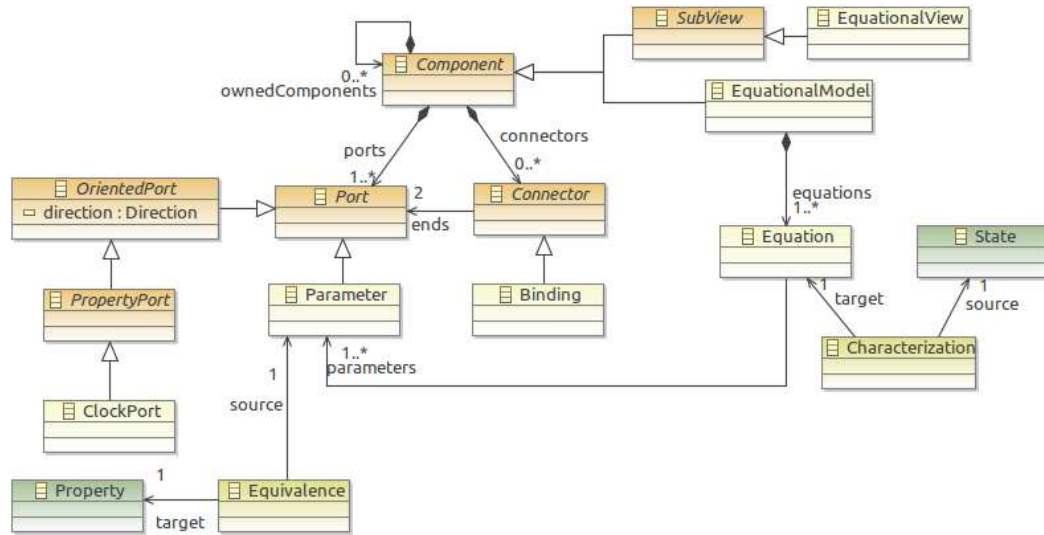 SubView
EquationalView
Component
0..*
ownedComponents
EquationalModel
connectors
ports
1..*
0..*
OrientedPort
direction : Direction
Port
2
ends
Connector
equations
1..*
Equation
State
PropertyPort
Parameter
Binding
1
target
1
source
1..*
parameters
Characterization
1
source
ClockPort
1
Property
target
Equivalence